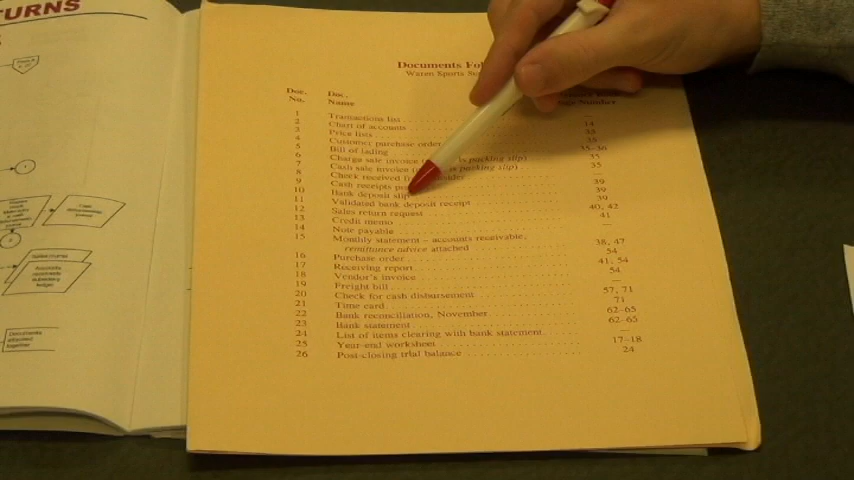 TURNS
Documents
Waren Sports
Doc. No. Doc. Name Number
1 Transactions list
2 Chart of accounts 14
3 Price lists 38
4 Customer purchase order
5 Bill of lading 35–36
6 Charge sale invoice is packing slip) 35
7 Cash sale invoice is packing slip) 35
8 Check received
9 Cash receipts 39
10 Bank deposit slip 39
11 Validated bank deposit receipt 39
12 Sales return request 40, 42
13 Credit memo 41
14 Note payable —
15 Monthly statement – accounts receivable,
remittance advice attached 38, 47
16 Purchase order 54
17 Receiving report 41, 54
18 Vendor's invoice 54
19 Freight bill —
20 Check for cash disbursement 57, 71
21 Time card 71
22 Bank reconciliation, November 62–65
23 Bank statement 62–65
24 List of items clearing with bank statement —
25 Year-end worksheet 17–18
26 Post-closing trial balance 24